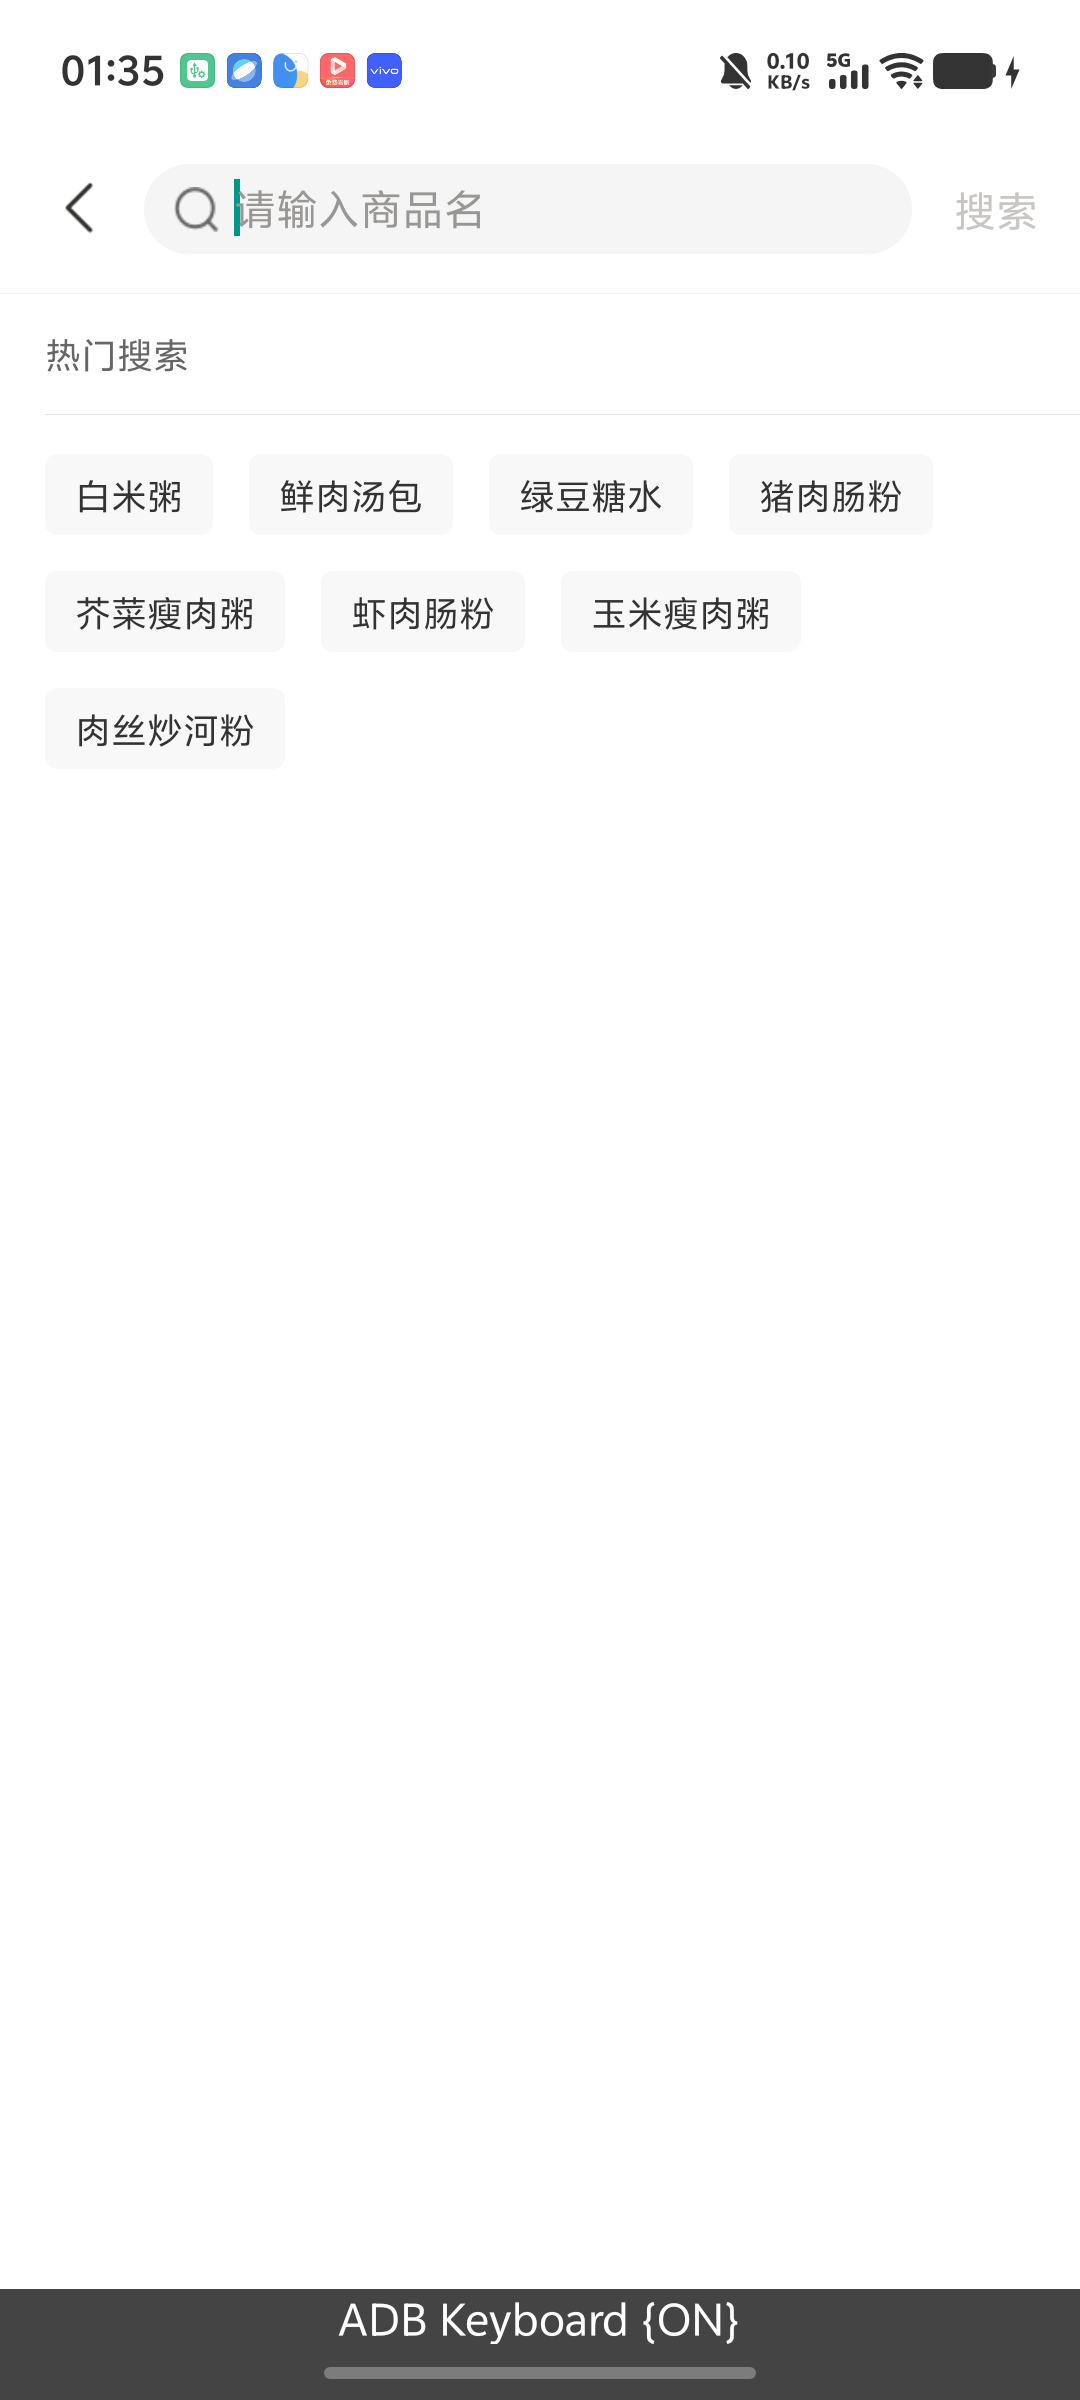 01:35
0.10 KB/s 5G
请输入商品名
搜索
热门搜索
白米粥 鲜肉汤包 绿豆糖水 猪肉肠粉
芥菜瘦肉粥 虾肉肠粉 玉米瘦肉粥
肉丝炒河粉
ADB Keyboard {ON}